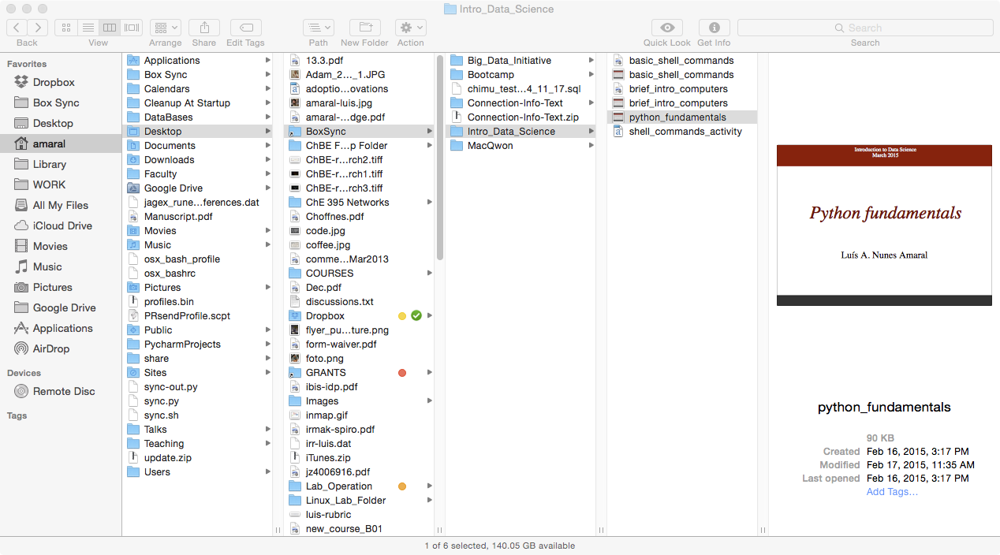 Intro_Data_Science
Search
Back
View
Arrange
Share
Edit Tags
Path
New Folder
Action
Quick Look
Get Info
Search
Favorites
Dropbox
Box Sync
Desktop
amaral
Library
WORK
All My Files
iCloud Drive
Movies
Music
Pictures
Google Drive
Applications
AirDrop
Devices
Remote Disc
Tags
Applications
Box Sync
Calendars
Cleanup At Startup
DataBases
Desktop
Documents
Downloads
Faculty
Google Drive
jagex_rune...ferences.dat
Manuscript.pdf
Movies
Music
osx_bash_profile
osx_bashrc
Pictures
profiles.bin
PRsendProfile.scpt
Public
PycharmProjects
share
Sites
sync-out.py
sync.py
sync.sh
Talks
Teaching
update.zip
Users
13.3.pdf
Adam_2..._1.JPG
adoptio...ovations
amaral-luis.jpg
amaral-...dge.pdf
BoxSync
ChBE F...p Folder
ChBE-r...rch2.tiff
ChBE-r...rch1.tiff
ChBE-r...rch3.tiff
ChE 395 Networks
Choffnes.pdf
code.jpg
coffee.jpg
comme...Mar2013
COURSES
Dec.pdf
discussions.txt
Dropbox
flyer_pu...ture.png
form-waiver.pdf
foto.png
GRANTS
ibis-idp.pdf
Images
inmap.gif
irmak-spiro.pdf
irr-luis.dat
iTunes.zip
jz4006916.pdf
Lab_Operation
Linux_Lab_Folder
luis-rubric
new_course_B01
Big_Data_Initiative
Bootcamp
chimu_test...4_11_17.sql
Connection-Info-Text
Connection-Info-Text.zip
Intro_Data_Science
MacQwon
basic_shell_commands
basic_shell_commands
brief_intro_computers
brief_intro_computers
python_fundamentals
shell_commands_activity
Introduction to Data Science
March 2015
Python fundamentals
Luís A. Nunes Amaral
python_fundamentals
90 KB
Created Feb 16, 2015, 3:17 PM
Modified Feb 17, 2015, 11:35 AM
Last opened Feb 16, 2015, 3:17 PM
Add Tags...
1 of 6 selected, 140.05 GB available